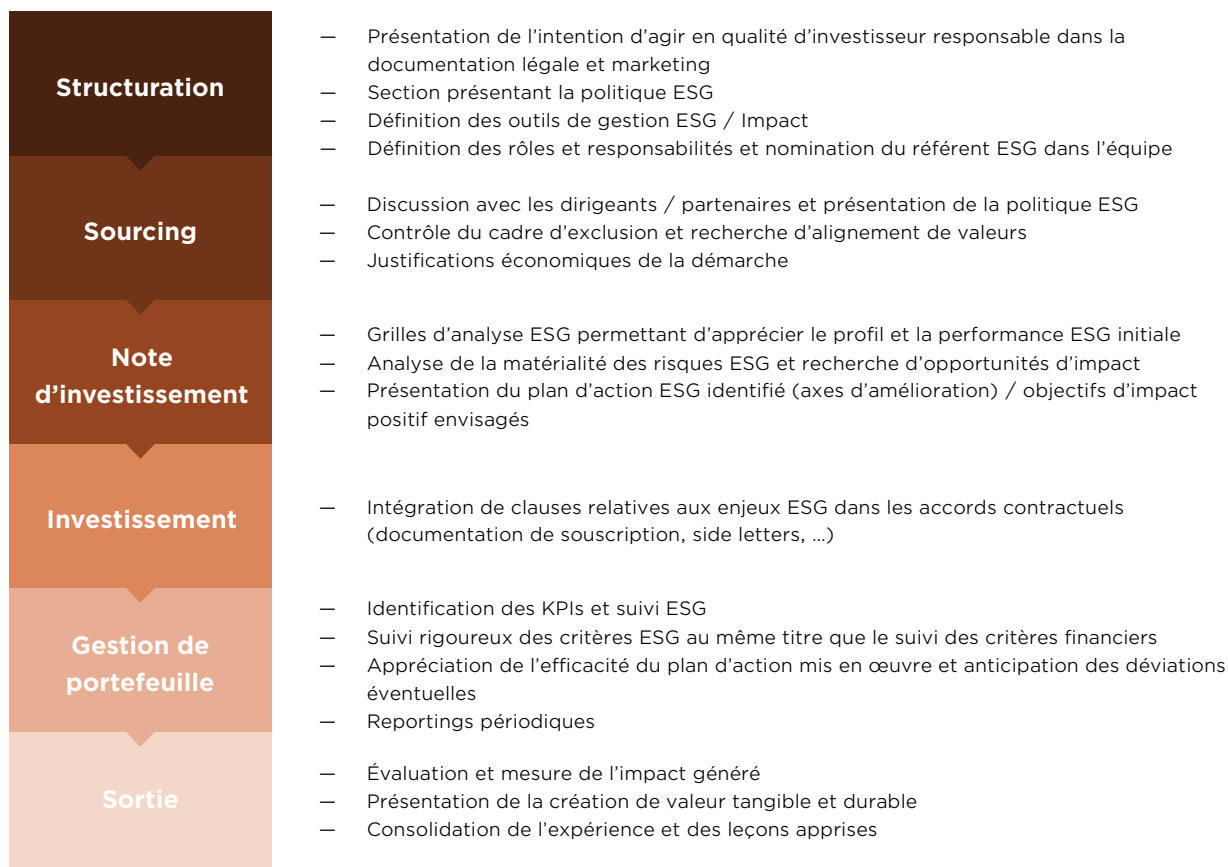 Structuration
— Présentation de l’intention d’agir en qualité d’investisseur responsable dans la
documentation légale et marketing
— Section présentant la politique ESG
— Définition des outils de gestion ESG / Impact
— Définition des rôles et responsabilités et nomination du référent ESG dans l’équipe
Sourcing
— Discussion avec les dirigeants / partenaires et présentation de la politique ESG
— Contrôle du cadre d’exclusion et recherche d’alignement de valeurs
— Justifications économiques de la démarche
Note
d’investissement
— Grilles d’analyse ESG permettant d’apprécier le profil et la performance ESG initiale
— Analyse de la matérialité des risques ESG et recherche d’opportunités d’impact
— Présentation du plan d’action ESG identifié (axes d’amélioration) / objectifs d’impact
positif envisagés
Investissement
— Intégration de clauses relatives aux enjeux ESG dans les accords contractuels
(documentation de souscription, side letters, …)
Gestion de
portefeuille
— Identification des KPIs et suivi ESG
— Suivi rigoureux des critères ESG au même titre que le suivi des critères financiers
— Appréciation de l’efficacité du plan d’action mis en œuvre et anticipation des déviations
éventuelles
— Reportings périodiques
Sortie
— Évaluation et mesure de l’impact généré
— Présentation de la création de valeur tangible et durable
— Consolidation de l’expérience et des leçons apprises